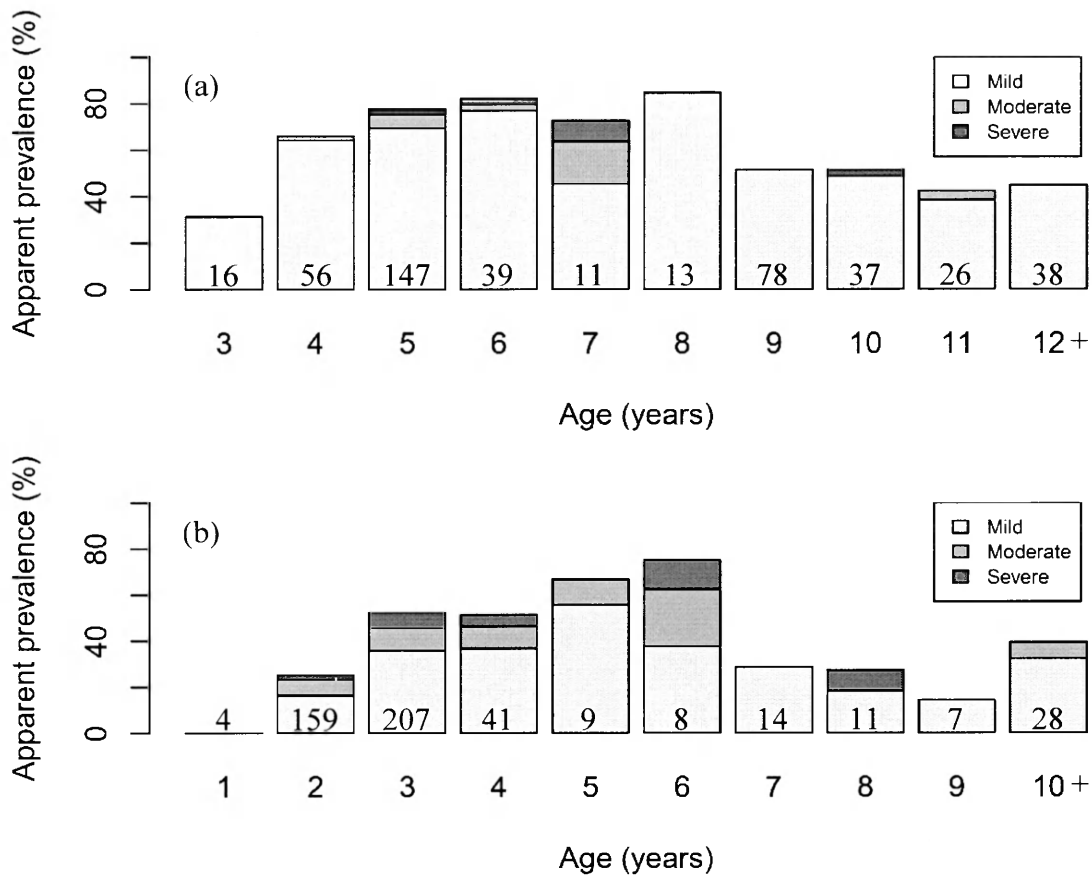 Apparent prevalence (%)
(a)
80
40
0
Mild
Moderate
Severe
16 56 147 39 11 13 78 37 26 38
3 4 5 6 7 8 9 10 11 12 +
Age (years)
Apparent prevalence (%)
(b)
80
40
0
Mild
Moderate
Severe
4 159 207 41 9 8 14 11 7 28
1 2 3 4 5 6 7 8 9 10 +
Age (years)